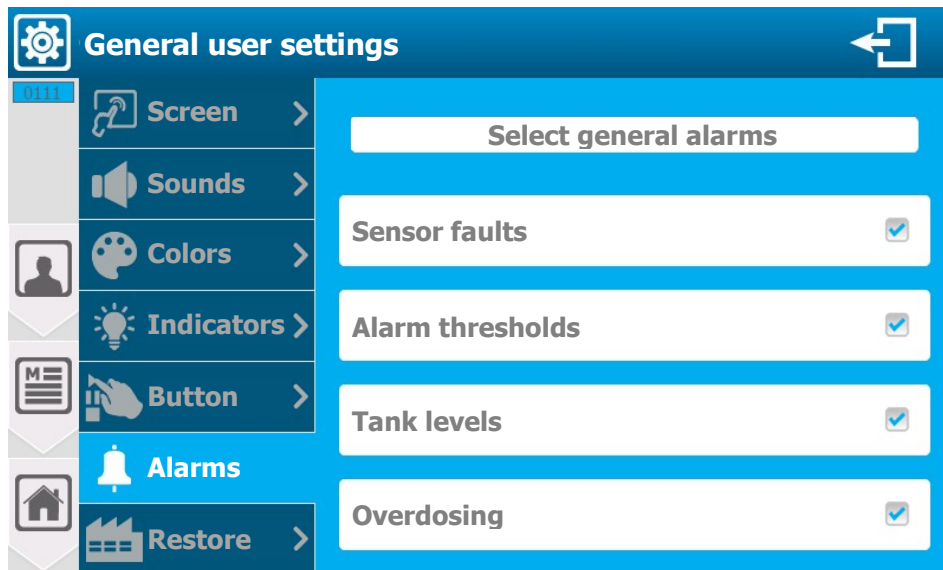 General user settings
0111
Screen
Sounds
Colors
Indicators
Button
Alarms
Restore
Select general alarms
Sensor faults
Alarm thresholds
Tank levels
Overdosing
M